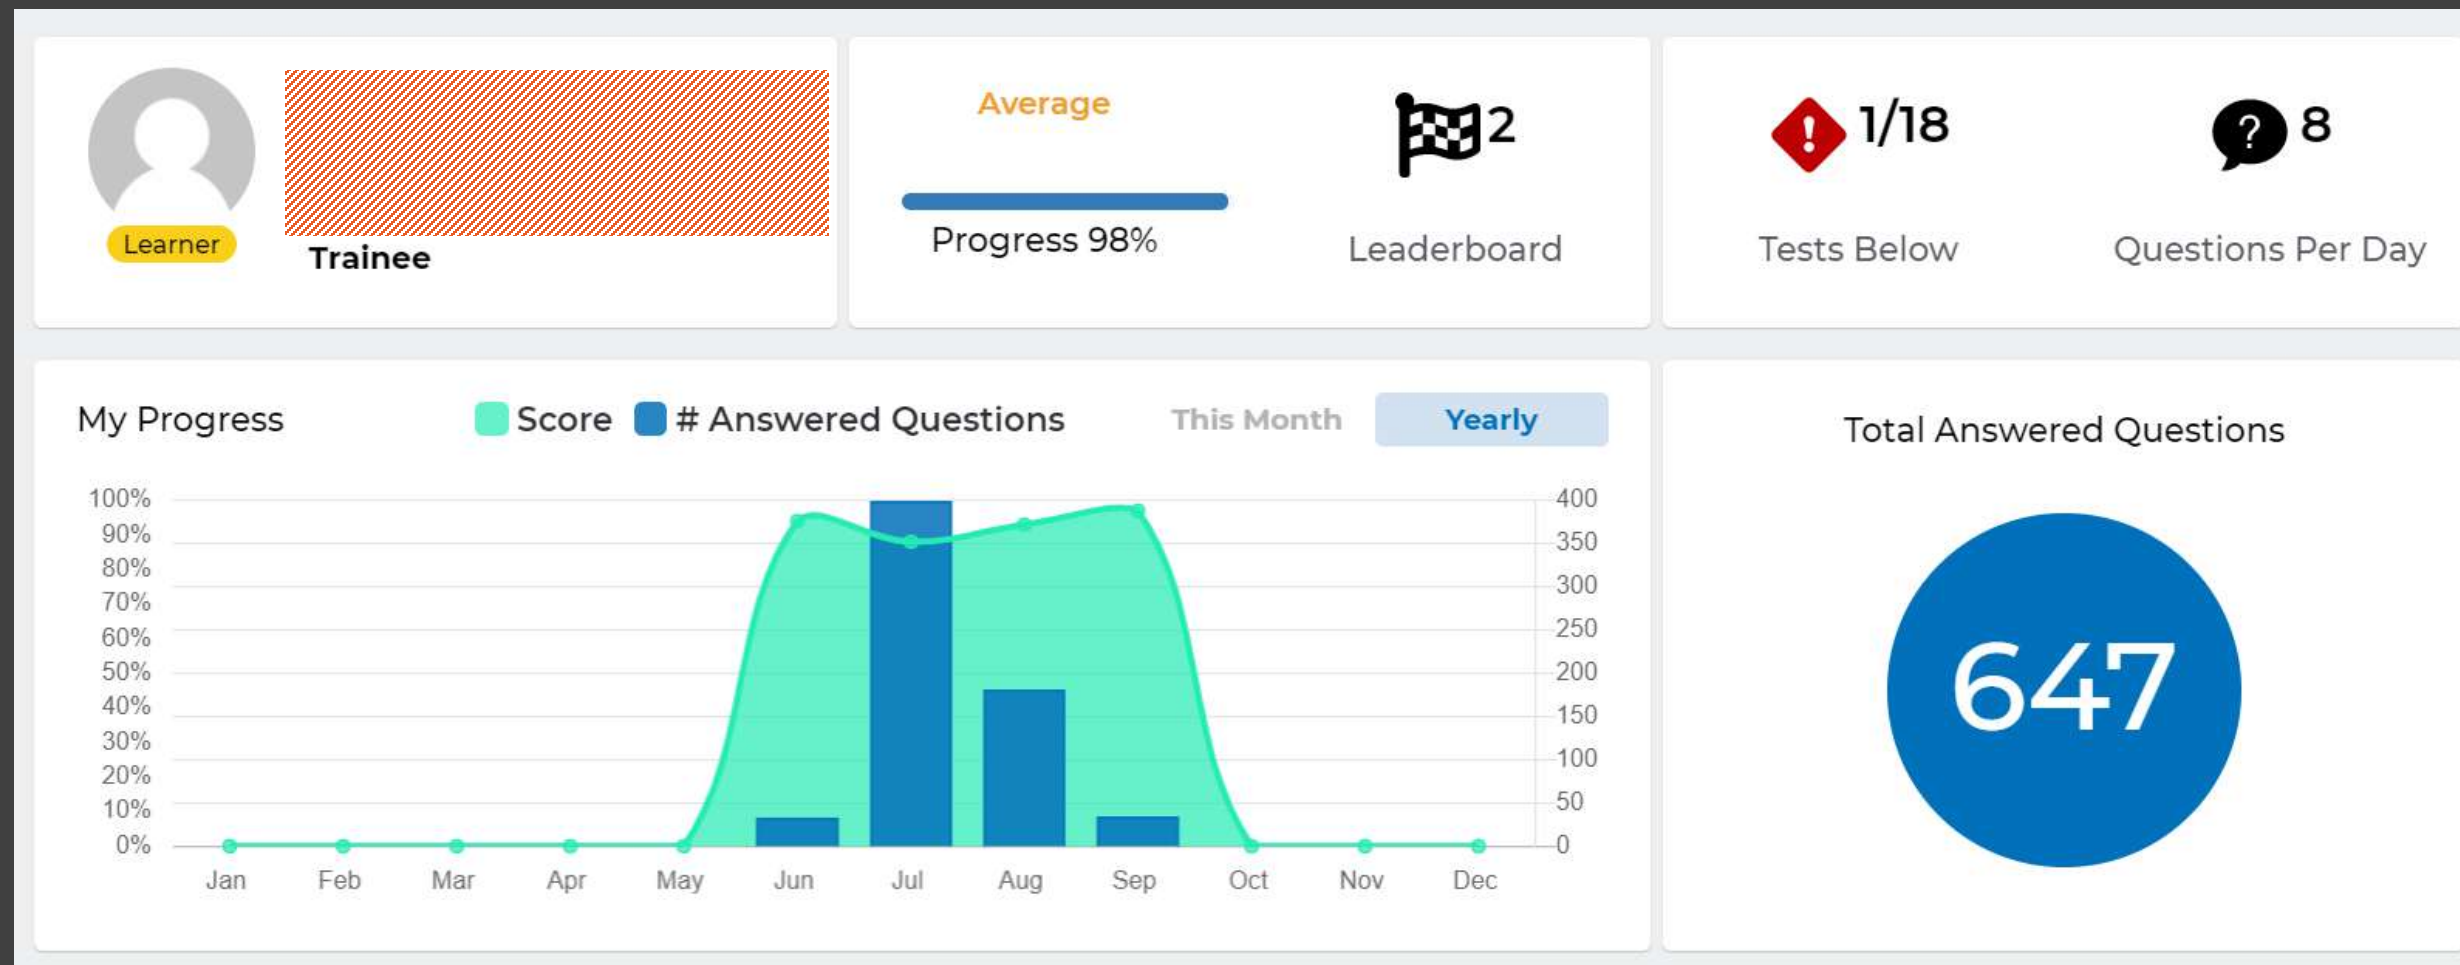 Learner
Trainee
Average
Progress 98%
2
Leaderboard
1/18
Tests Below
8
Questions Per Day
My Progress
Score
# Answered Questions
This Month
Yearly
100%
90%
80%
70%
60%
50%
40%
30%
20%
10%
0%
400
350
300
250
200
150
100
50
0
Jan Feb Mar Apr May Jun Jul Aug Sep Oct Nov Dec
Total Answered Questions
647